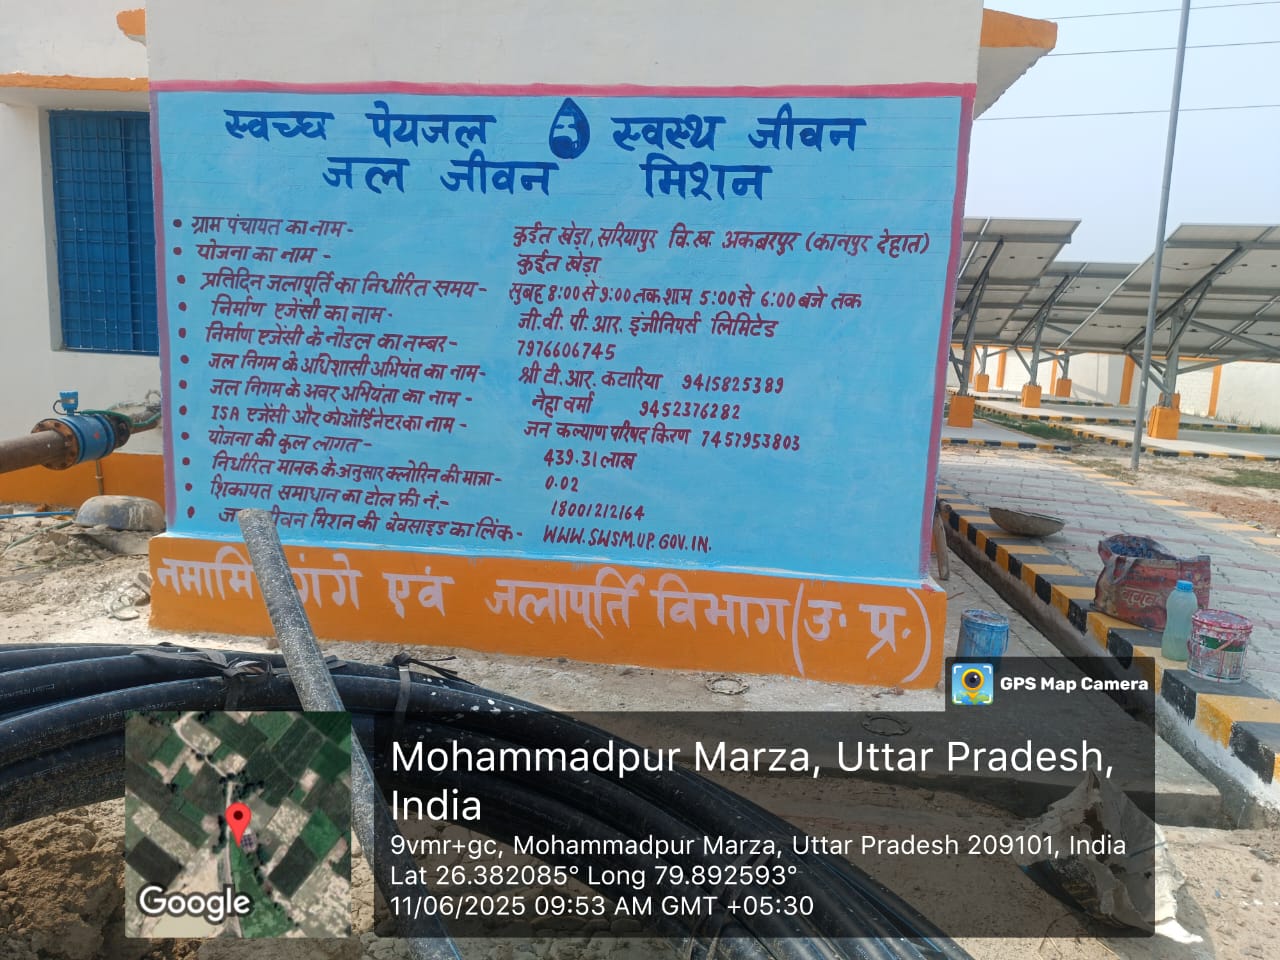 स्वच्छ पेयजल स्वस्थ जीवन
जल जीवन मिशन
• ग्राम पंचायत का नाम - कुईत खेड़ा, सरियापुर वि.ख. अकबरपुर (कानपुर देहात)
• योजना का नाम - कुईत खेड़ा
• प्रतिदिन जलापूर्ति का निर्धारित समय - सुबह 8:00 से 9:00 तक शाम 5:00 से 6:00 बजे तक
• निर्माण एजेंसी का नाम - जी.वी.पी.आर. इंजीनियर्स लिमिटेड
• निर्माण एजेंसी के नोडल का नम्बर - 7976606745
• जल निगम के अधिशासी अभियंत का नाम - श्री टी.आर. कटारिया 9415825389
• जल निगम के अवर अभियंता का नाम - नेहा वर्मा 9452376282
• ISA एजेंसी और कोऑर्डिनेटर का नाम - जन कल्याण परिषद किरण 7457953803
• योजना की कुल लागत - 439.31 लाख
• निर्धारित मानक के अनुसार क्लोरिन की मात्रा - 0.02
• शिकायत समाधान का टोल फ्री नं:- 18001212164
• जीवन मिशन की बेवसाइड का लिंक - WWW.SWSM.UP.GOV.IN.
नमामि गंगे एवं जलापूर्ति विभाग (उ. प्र.)
GPS Map Camera
Mohammadpur Marza, Uttar Pradesh,
India
9vmr+gc, Mohammadpur Marza, Uttar Pradesh 209101, India
Lat 26.382085° Long 79.892593°
11/06/2025 09:53 AM GMT +05:30
Google